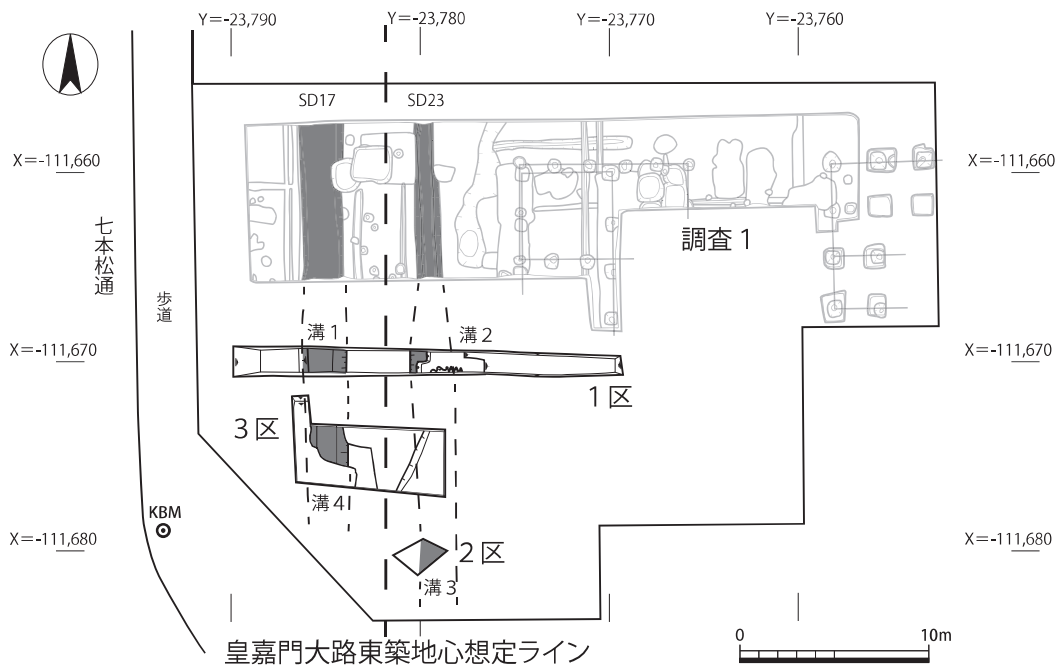 Y=-23,790
Y=-23,780
Y=-23,770
Y=-23,760
SD17
SD23
X=-111,660
X=-111,660
調査1
七本松通
歩道
溝1
溝2
X=-111,670
X=-111,670
1区
3区
溝4
KBM
X=-111,680
X=-111,680
2区
溝3
皇嘉門大路東築地心想定ライン
0
10m